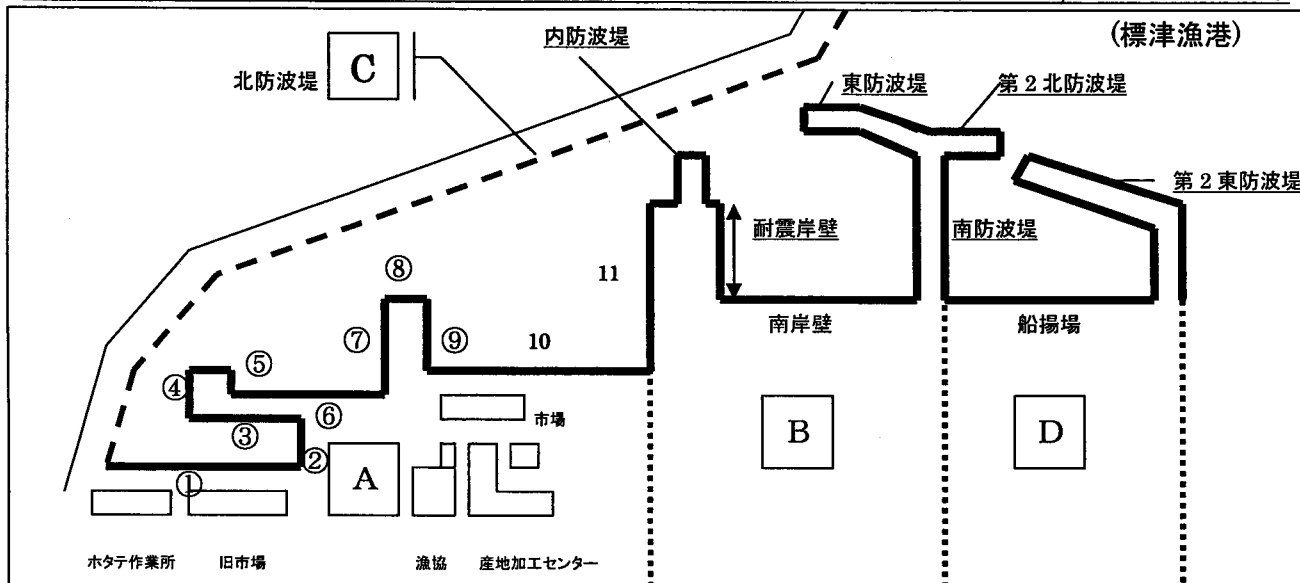 (標津漁港)
内防波堤
北防波堤
C
東防波堤
第2北防波堤
第2東防波堤
耐震岸壁
南防波堤
⑧
11
⑦
⑨
10
南岸壁
船揚場
⑤
④
⑥
市場
③
②
A
B
D
①
ホタテ作業所
旧市場
漁協
産地加工センター